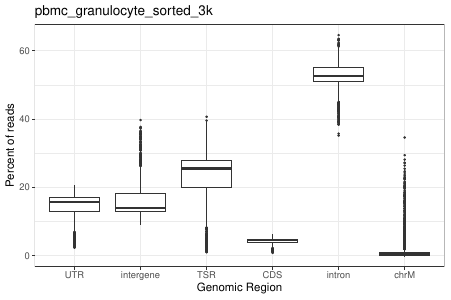 pbmc_granulocyte_sorted_3k
Percent of reads
60
40
20
0
UTR intergene TSR CDS intron chrM
Genomic Region